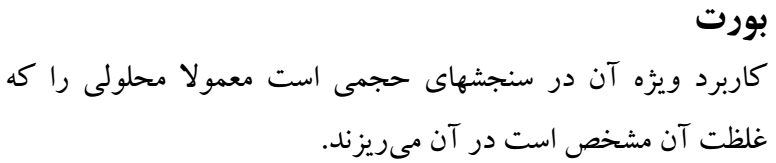 بورت
کاربرد ویژه آن در سنجشهای حجمی است معمولا محلولی را که
غلظت آن مشخص است در آن می‌ریزند.